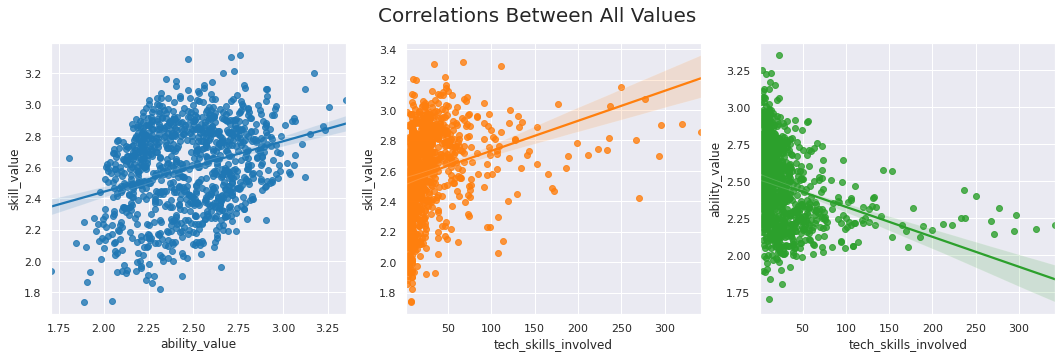 Correlations Between All Values
skill_value
3.2
3.0
2.8
2.6
2.4
2.2
2.0
1.8
1.75 2.00 2.25 2.50 2.75 3.00 3.25
ability_value
skill_value
3.4
3.2
3.0
2.8
2.6
2.4
2.2
2.0
1.8
50 100 150 200 250 300
tech_skills_involved
ability_value
3.25
3.00
2.75
2.50
2.25
2.00
1.75
50 100 150 200 250 300
tech_skills_involved